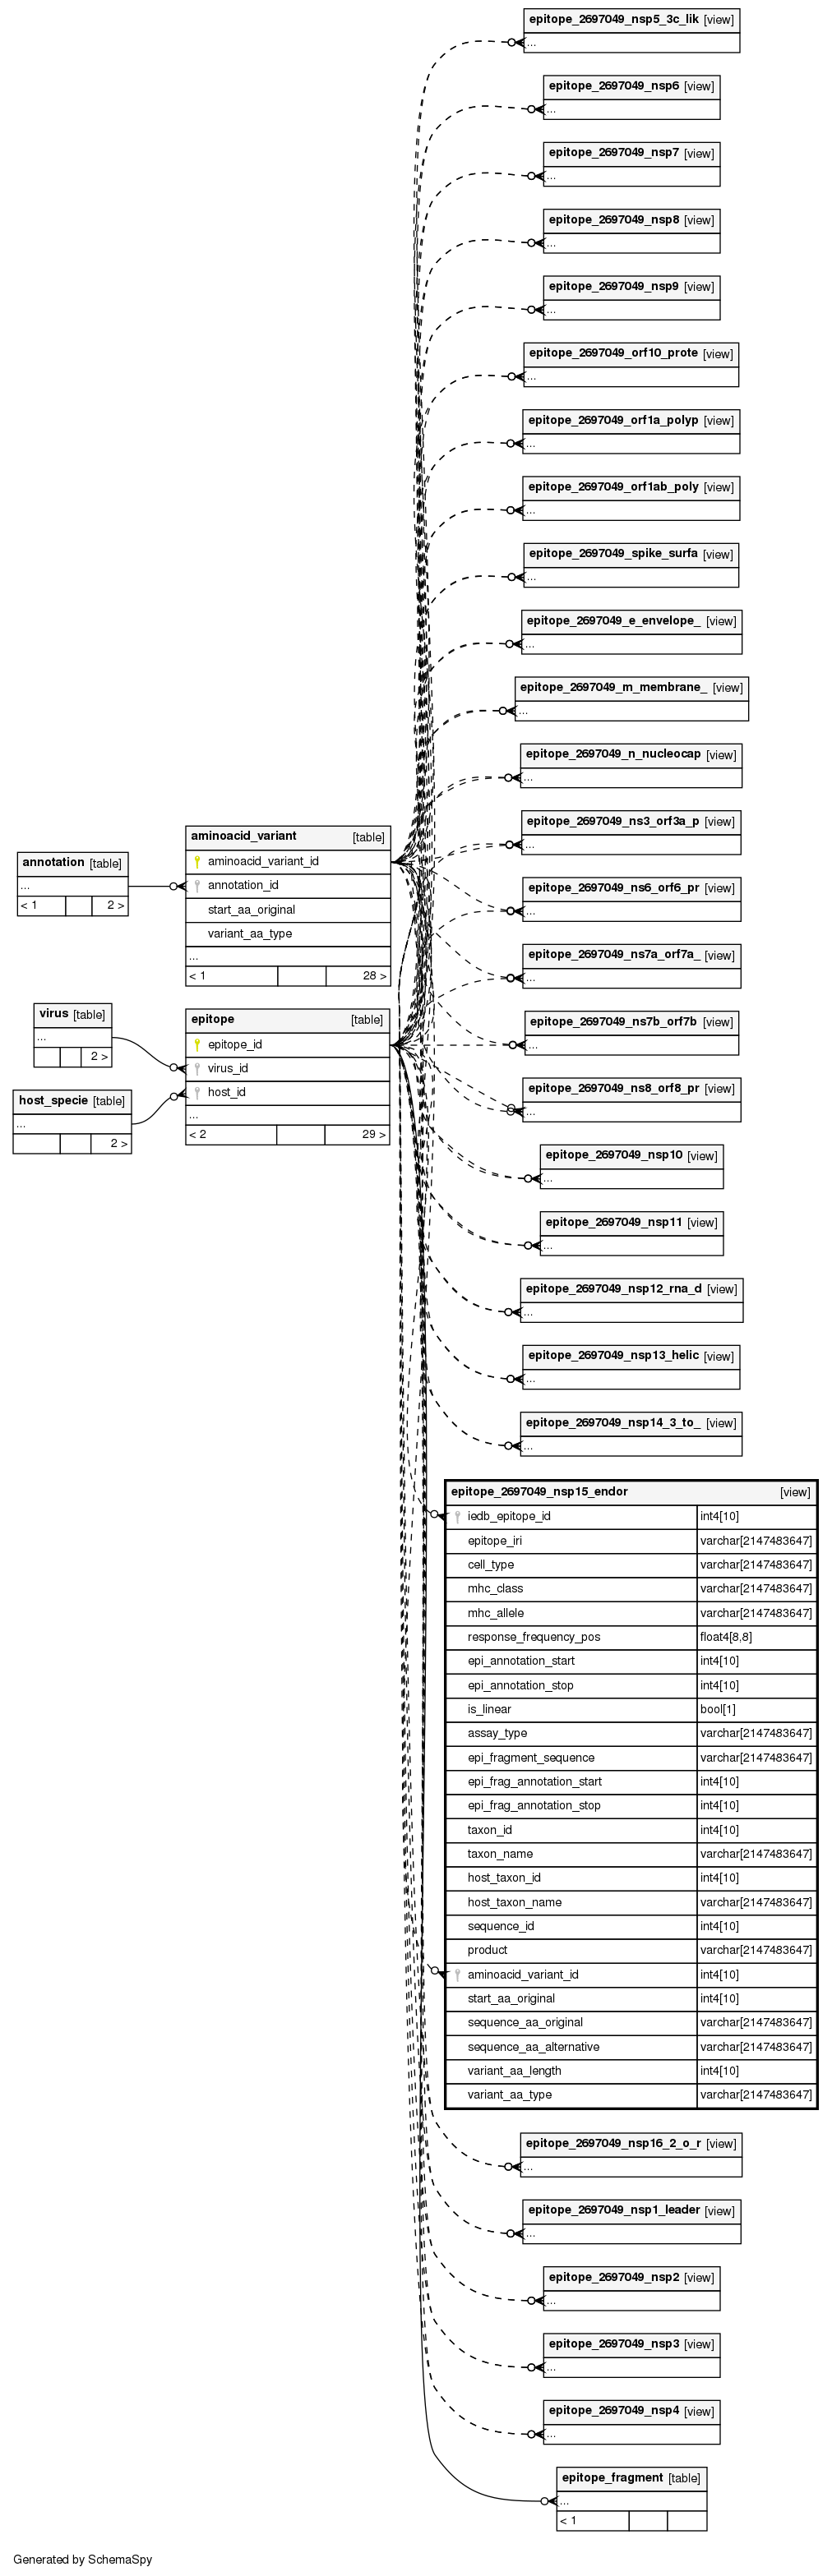 epitope_2697049_nsp5_3c_lik [view]
...
epitope_2697049_nsp6 [view]
...
epitope_2697049_nsp7 [view]
...
epitope_2697049_nsp8 [view]
...
epitope_2697049_nsp9 [view]
...
epitope_2697049_orf10_prote [view]
...
epitope_2697049_orf1a_polyp [view]
...
epitope_2697049_orf1ab_poly [view]
...
epitope_2697049_spike_surfa [view]
...
epitope_2697049_e_envelope_ [view]
...
epitope_2697049_m_membrane_ [view]
...
epitope_2697049_n_nucleocap [view]
...
epitope_2697049_ns3_orf3a_p [view]
...
epitope_2697049_ns6_orf6_pr [view]
...
epitope_2697049_ns7a_orf7a_ [view]
...
epitope_2697049_ns7b_orf7b [view]
...
epitope_2697049_ns8_orf8_pr [view]
...
epitope_2697049_nsp10 [view]
...
epitope_2697049_nsp11 [view]
...
epitope_2697049_nsp12_rna_d [view]
...
epitope_2697049_nsp13_helic [view]
...
epitope_2697049_nsp14_3_to_ [view]
...
annotation [table]
...
< 1 2 >
aminoacid_variant [table]
aminoacid_variant_id
annotation_id
start_aa_original
variant_aa_type
...
< 1 28 >
virus [table]
...
2 >
host_specie [table]
...
2 >
epitope [table]
epitope_id
virus_id
host_id
...
< 2 29 >
epitope_2697049_nsp15_endor [view]
iedb_epitope_id int4[10]
epitope_iri varchar[2147483647]
cell_type varchar[2147483647]
mhc_class varchar[2147483647]
mhc_allele varchar[2147483647]
response_frequency_pos float4[8,8]
epi_annotation_start int4[10]
epi_annotation_stop int4[10]
is_linear bool[1]
assay_type varchar[2147483647]
epi_fragment_sequence varchar[2147483647]
epi_frag_annotation_start int4[10]
epi_frag_annotation_stop int4[10]
taxon_id int4[10]
taxon_name varchar[2147483647]
host_taxon_id int4[10]
host_taxon_name varchar[2147483647]
sequence_id int4[10]
product varchar[2147483647]
aminoacid_variant_id int4[10]
start_aa_original int4[10]
sequence_aa_original varchar[2147483647]
sequence_aa_alternative varchar[2147483647]
variant_aa_length int4[10]
variant_aa_type varchar[2147483647]
epitope_2697049_nsp16_2_o_r [view]
...
epitope_2697049_nsp1_leader [view]
...
epitope_2697049_nsp2 [view]
...
epitope_2697049_nsp3 [view]
...
epitope_2697049_nsp4 [view]
...
epitope_fragment [table]
...
< 1
Generated by SchemaSpy